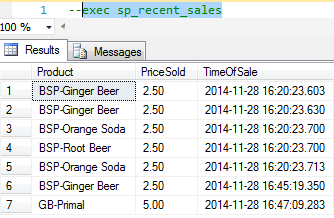 1 --exec sp_recent_sales
100 %
Results Messages
Product PriceSold TimeOfSale
1 BSP-Ginger Beer 2.50 2014-11-28 16:20:23.603
2 BSP-Ginger Beer 2.50 2014-11-28 16:20:23.630
3 BSP-Orange Soda 2.50 2014-11-28 16:20:23.700
4 BSP-Root Beer 2.50 2014-11-28 16:20:23.703
5 BSP-Orange Soda 2.50 2014-11-28 16:20:23.713
6 BSP-Ginger Beer 2.50 2014-11-28 16:45:19.350
7 GB-Primal 5.00 2014-11-28 16:47:09.283